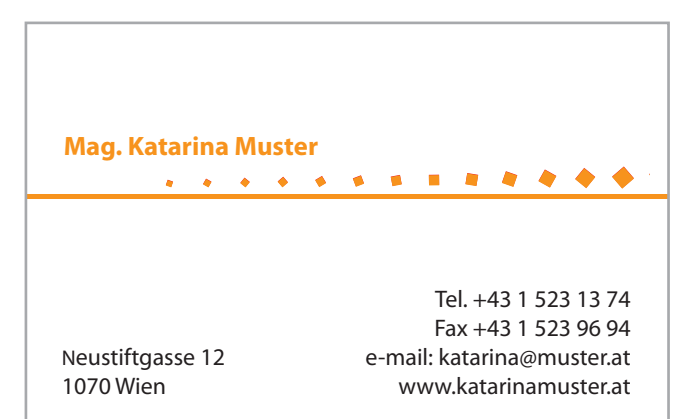 Mag. Katarina Muster
Tel. +43 1 523 13 74
Fax +43 1 523 96 94
Neustiftgasse 12
e-mail: katarina@muster.at
1070 Wien
www.katarinamuster.at